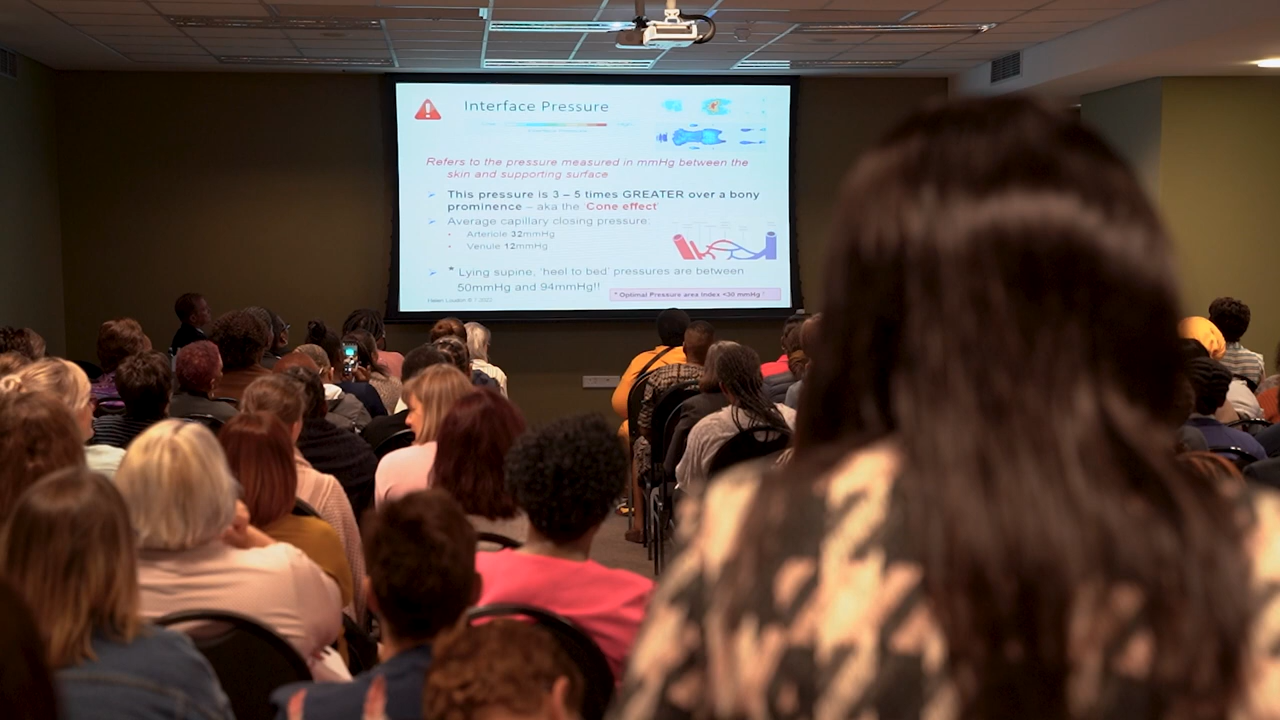 Interface Pressure
Interface Pressure
Refers to the pressure measured in mmHg between the
skin and supporting surface
This pressure is 3 – 5 times GREATER over a bony
prominence – aka the 'Cone effect'
Average capillary closing pressure:
Arteriole 32mmHg
Venule 12mmHg
* Lying supine, 'heel to bed' pressures are between
50mmHg and 94mmHg!!
* Optimal Pressure area Index <30 mmHg